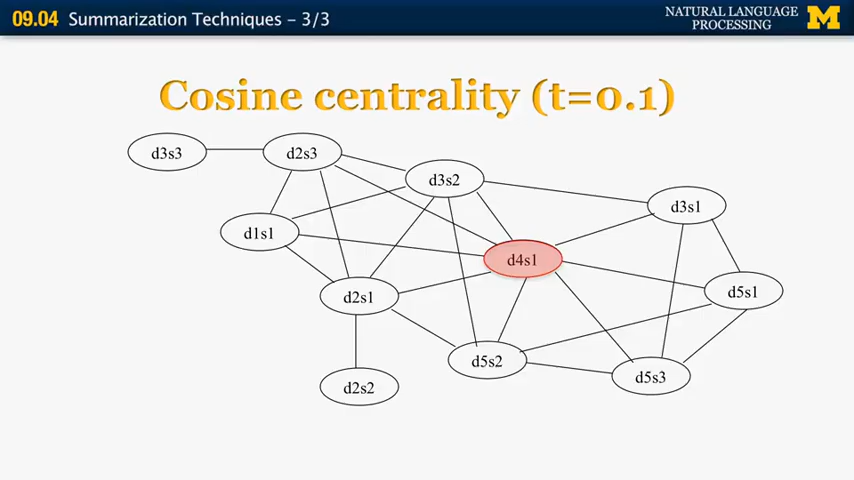 09.04 Summarization Techniques – 3/3
NATURAL LANGUAGE
PROCESSING
M
Cosine centrality (t=0.1)
d3s3
d2s3
d3s2
d3s1
d1s1
d4s1
d2s1
d5s1
d5s2
d5s3
d2s2